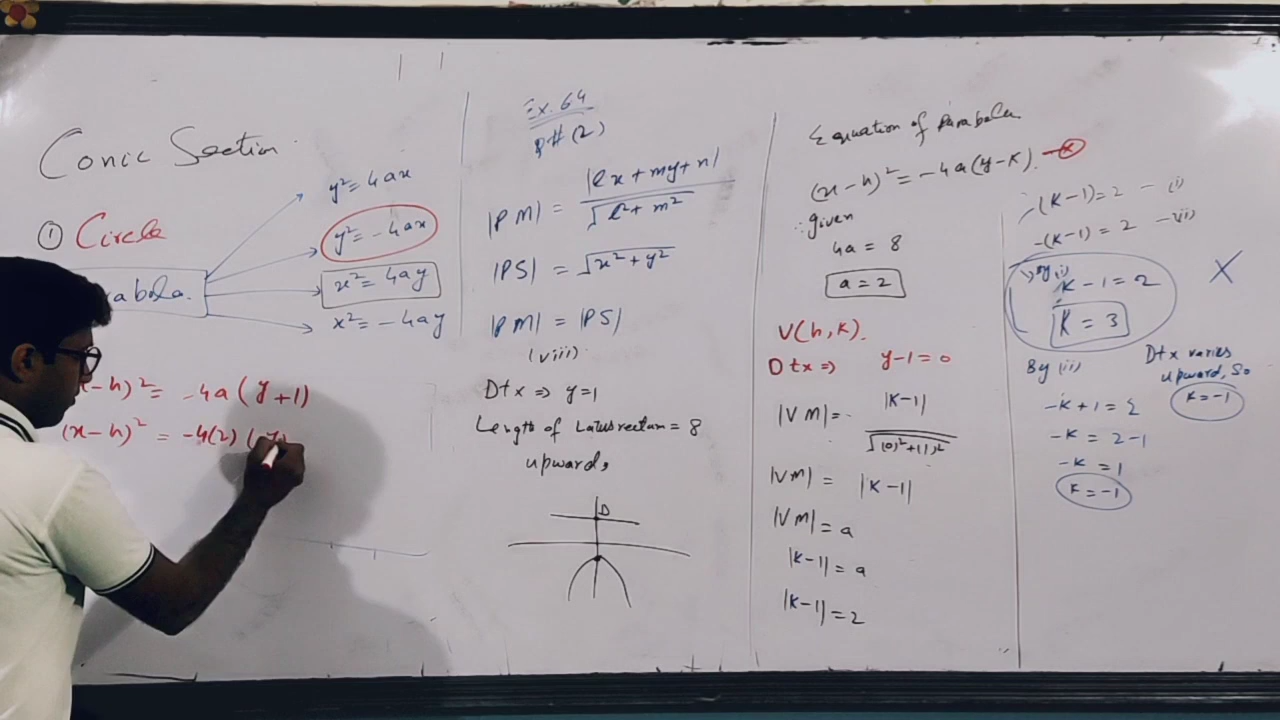 Conic Section
① Circle
y² = 4ax
y² = -4ax
x² = 4ay
x² = -4ay
abola.
x-h)² = -4a(y+1)
(x-h)² = -4(2)(y
Ex. 64
Q#(2)
|PM| = |lx+my+n| / √l²+m²
|PS| = √x²+y²
|PM| = |PS|
(viii)
Dtx ⇒ y=1
Length of Latusrectum = 8
upward,
D
Equation of Parabola
(x-h)² = -4a(y-k).
∴ given
4a = 8
a = 2
V(h,k).
Dtx ⇒ y-1=0
|VM| = |K-1| / √(0)²+(1)²
|VM| = |K-1|
|VM| = a
|K-1| = a
|K-1| = 2
(K-1)=2 - (i)
-(K-1)=2 - (ii)
By (i)
K-1=2
K=3
X
By (ii)
-K+1=2
-K=2-1
-K=1
K=-1
Dtx varies
upward, So
K=-1